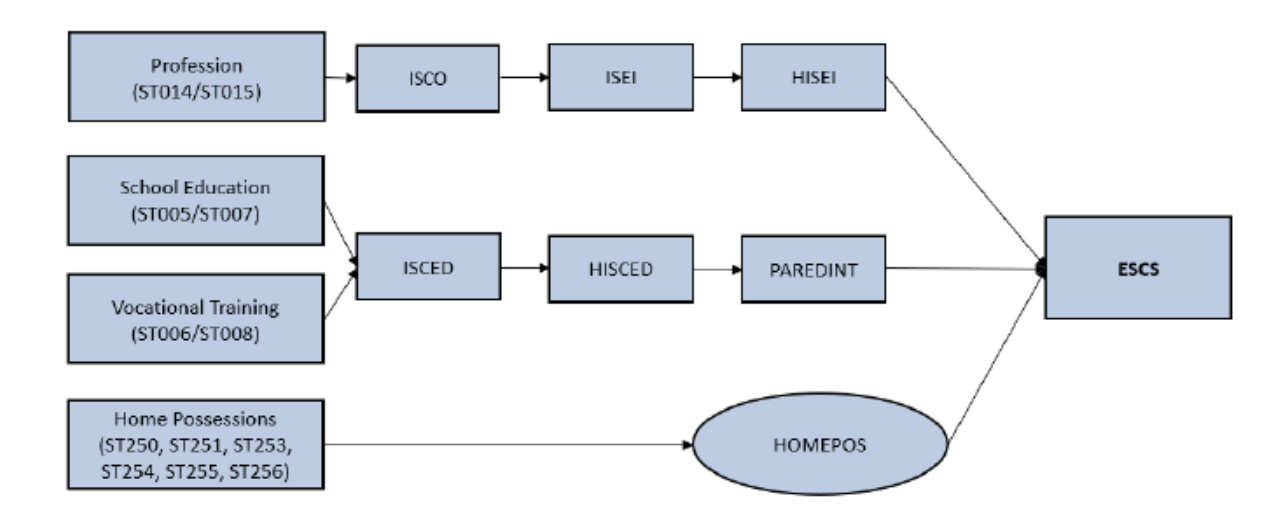 Profession
(ST014/ST015)
ISCO
ISEI
HISEI
School Education
(ST005/ST007)
ISCED
HISCED
PAREDINT
ESCS
Vocational Training
(ST006/ST008)
Home Possessions
(ST250, ST251, ST253,
ST254, ST255, ST256)
HOMEPOS